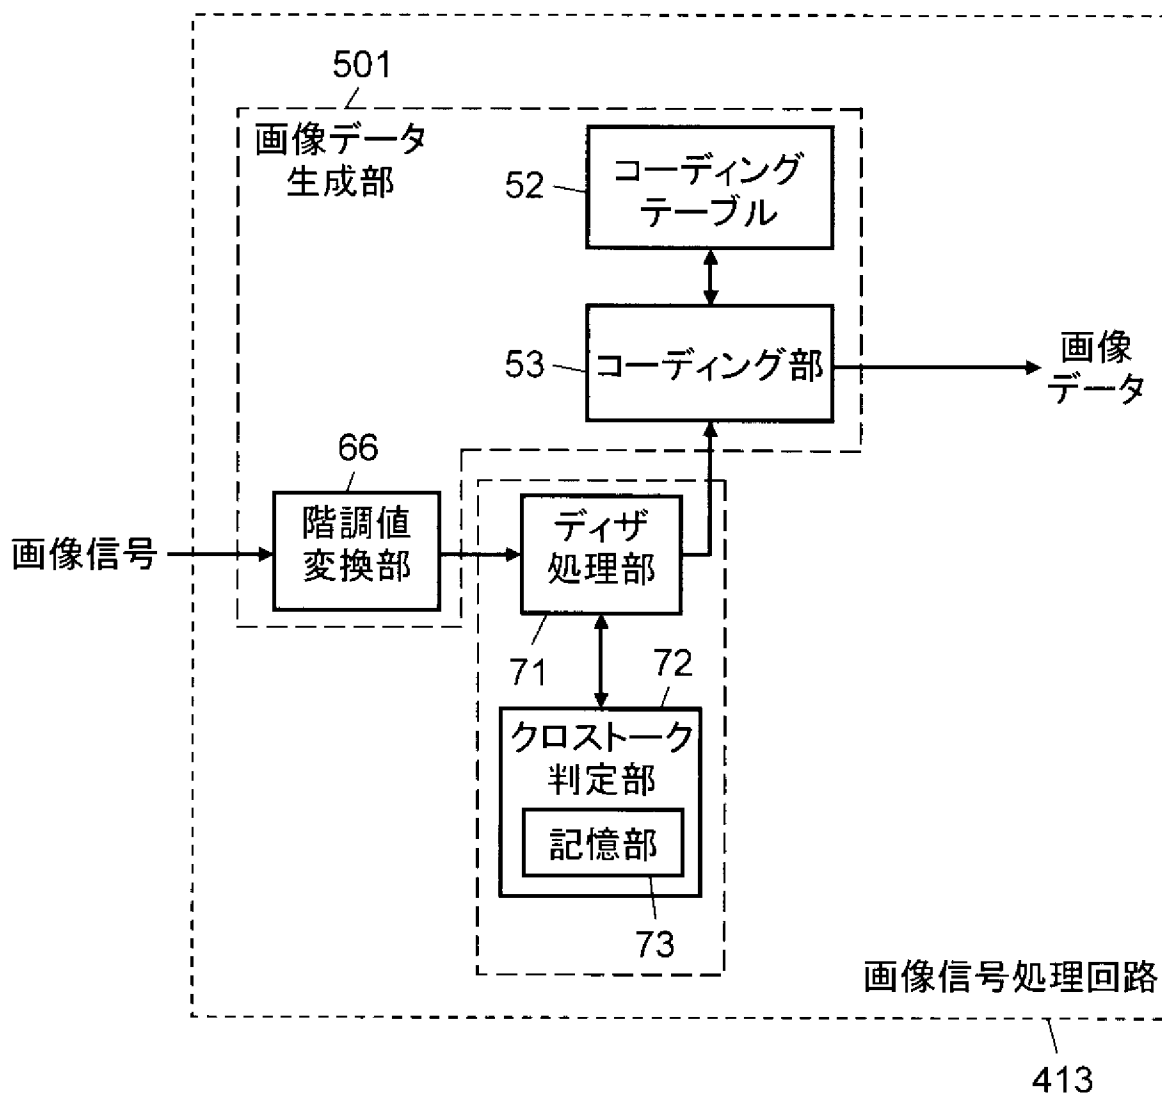 501
画像データ
生成部
52
コーディング
テーブル
53
コーディング部
画像
データ
66
階調値
変換部
画像信号
ディザ
処理部
71
72
クロストーク
判定部
記憶部
73
画像信号処理回路
413